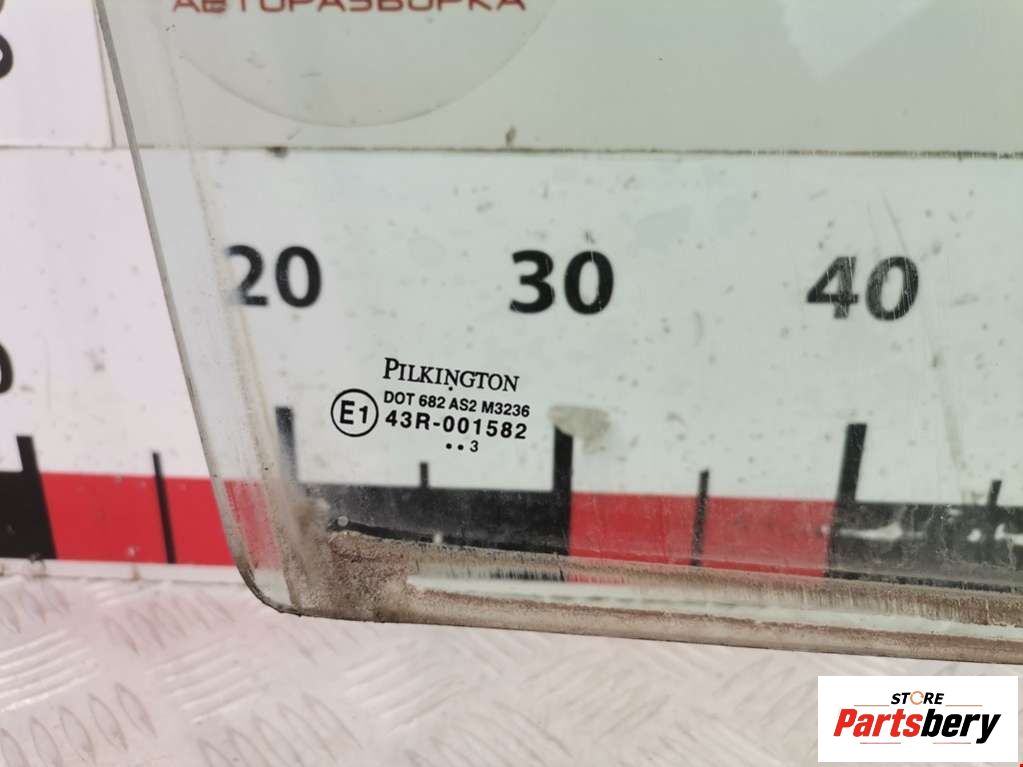 АВТОРАЗБОРКА
20 30 40
PILKINGTON
DOT 682 AS2 M3236
E1 43R-001582
•• 3
STORE
Partsbery